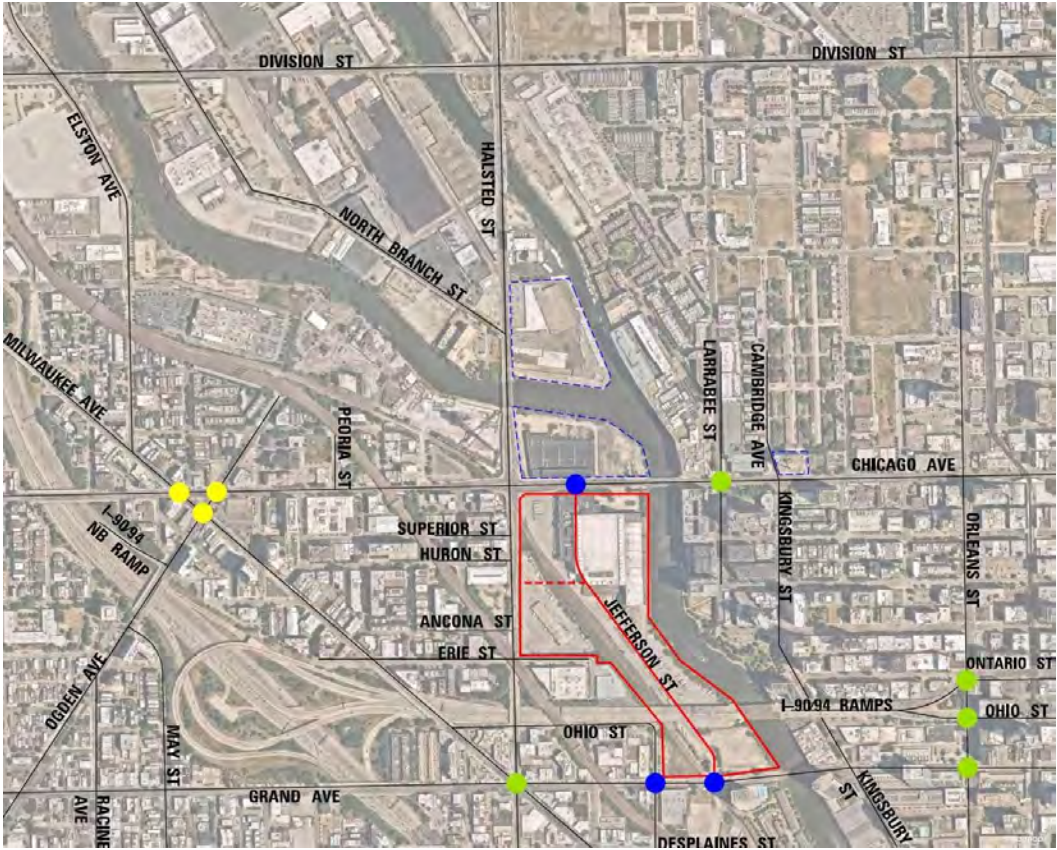 DIVISION ST
DIVISION ST
ELSTON AVE
HALSTED ST
NORTH BRANCH ST
MILWAUKEE AVE
PEORIA ST
LARRABEE ST
CAMBRIDGE AVE
CHICAGO AVE
I-90/94
NB RAMP
SUPERIOR ST
HURON ST
KINGSBURY ST
ORLEANS ST
ANCONA ST
JEFFERSON ST
ERIE ST
ONTARIO ST
OGDEN AVE
I-90/94 RAMPS
OHIO ST
OHIO ST
MAY ST
GRAND AVE
RACINE
AVE
KINGSBURY
ST
DESPLAINES ST